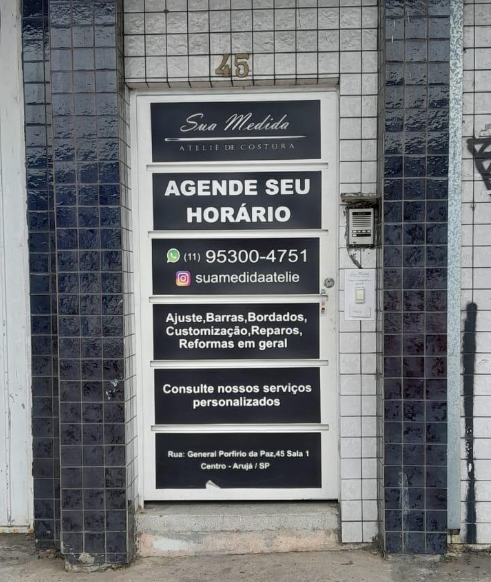 45
Sua Medida
ATELIÊ DE COSTURA
AGENDE SEU
HORÁRIO
(11) 95300-4751
suamedidaatelie
Ajuste,Barras,Bordados,
Customização,Reparos,
Reformas em geral
Consulte nossos serviços
personalizados
Rua: General Porfirio da Paz,45 Sala 1
Centro - Arujá / SP